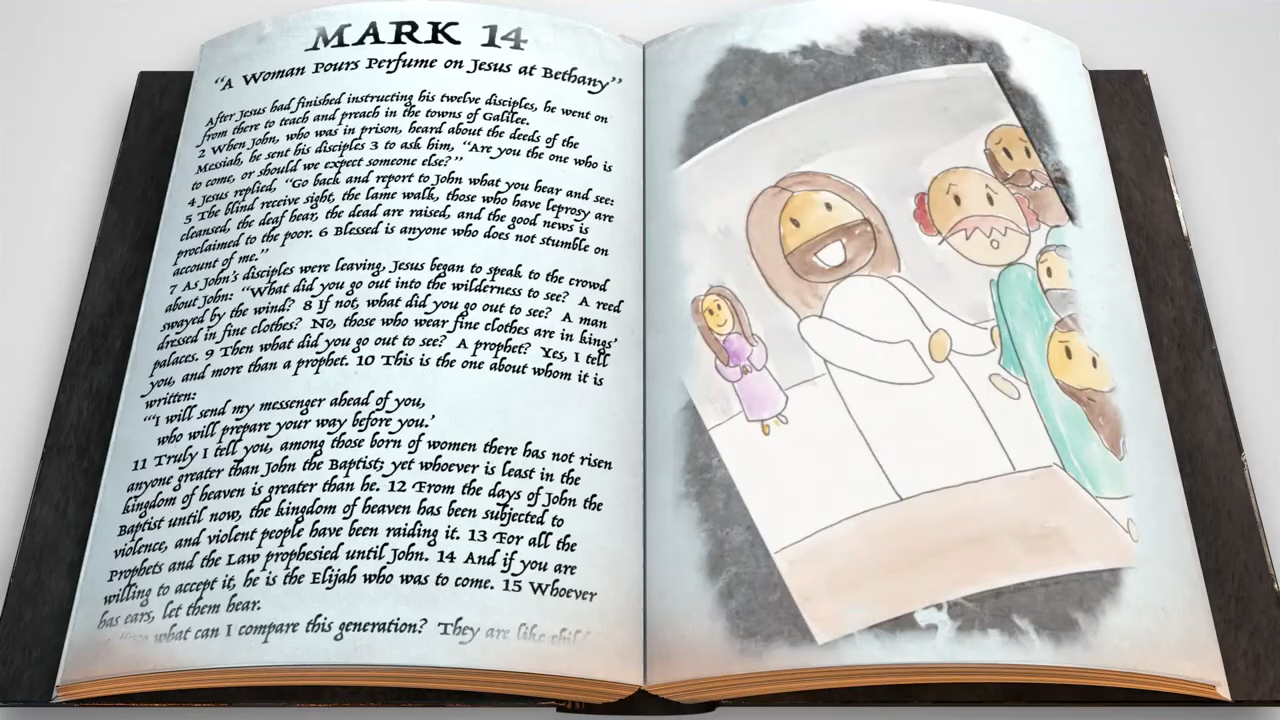 MARK 14
“A Woman Pours Perfume on Jesus at Bethany”
After Jesus had finished instructing his twelve disciples, he went on
from there to teach and preach in the towns of Galilee.
2 When John, who was in prison, heard about the deeds of the
Messiah, he sent his disciples 3 to ask him, “Are you the one who is
to come, or should we expect someone else?”
4 Jesus replied, “Go back and report to John what you hear and see:
5 The blind receive sight, the lame walk, those who have leprosy are
cleansed, the deaf hear, the dead are raised, and the good news is
proclaimed to the poor. 6 Blessed is anyone who does not stumble on
account of me.”
7 As John’s disciples were leaving, Jesus began to speak to the crowd
about John: “What did you go out into the wilderness to see? A reed
swayed by the wind? 8 If not, what did you go out to see? A man
dressed in fine clothes? No, those who wear fine clothes are in kings’
palaces. 9 Then what did you go out to see? A prophet? Yes, I tell
you, and more than a prophet. 10 This is the one about whom it is
written:
“‘I will send my messenger ahead of you,
who will prepare your way before you.’
11 Truly I tell you, among those born of women there has not risen
anyone greater than John the Baptist; yet whoever is least in the
kingdom of heaven is greater than he. 12 From the days of John the
Baptist until now, the kingdom of heaven has been subjected to
violence, and violent people have been raiding it. 13 For all the
Prophets and the Law prophesied until John. 14 And if you are
willing to accept it, he is the Elijah who was to come. 15 Whoever
has ears, let them hear.
what can I compare this generation? They are like